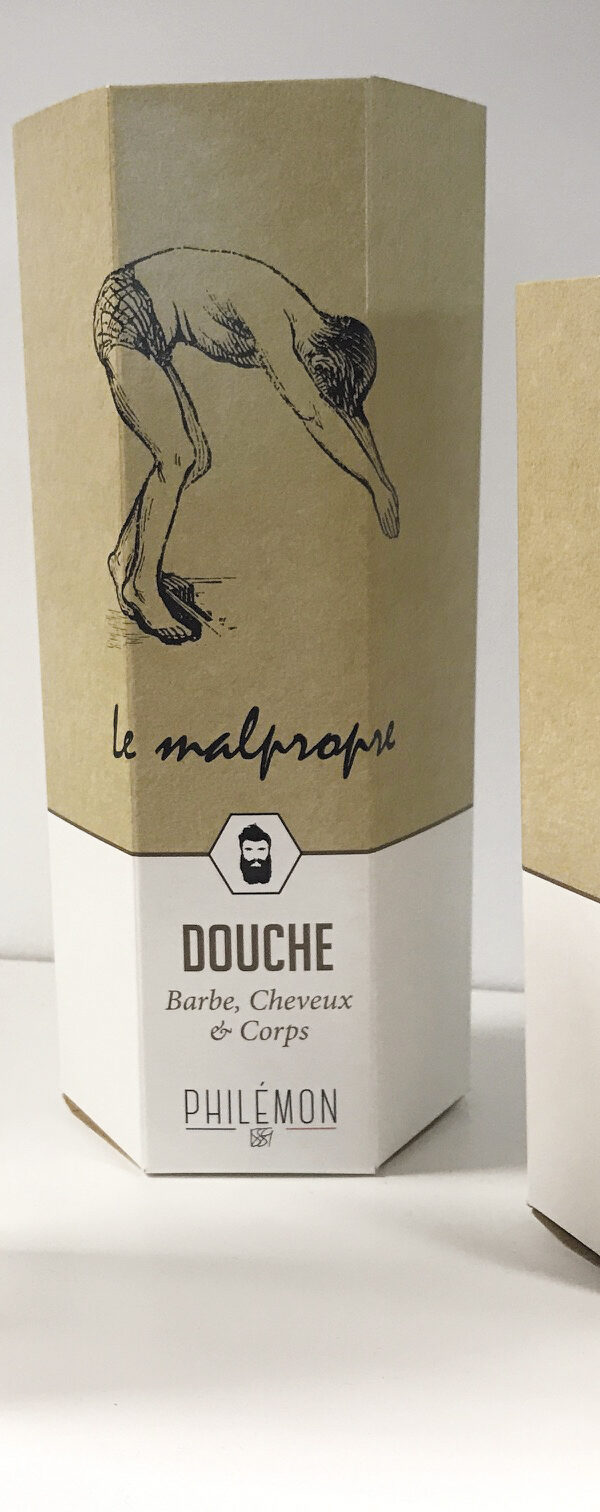 le malpropre
DOUCHE
Barbe, Cheveux
& Corps
PHILÉMON